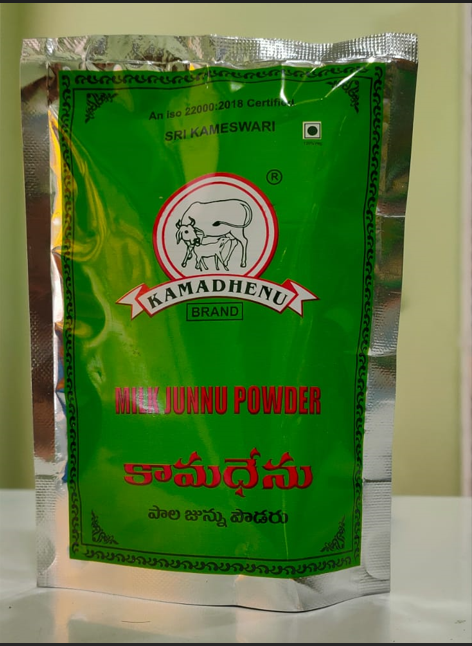 An iso 22000:2018 Certified
SRI KAMESWARI
®
KAMADHENU
BRAND
MILK JUNNU POWDER
కామధేను
పాల జున్ను పౌడరు